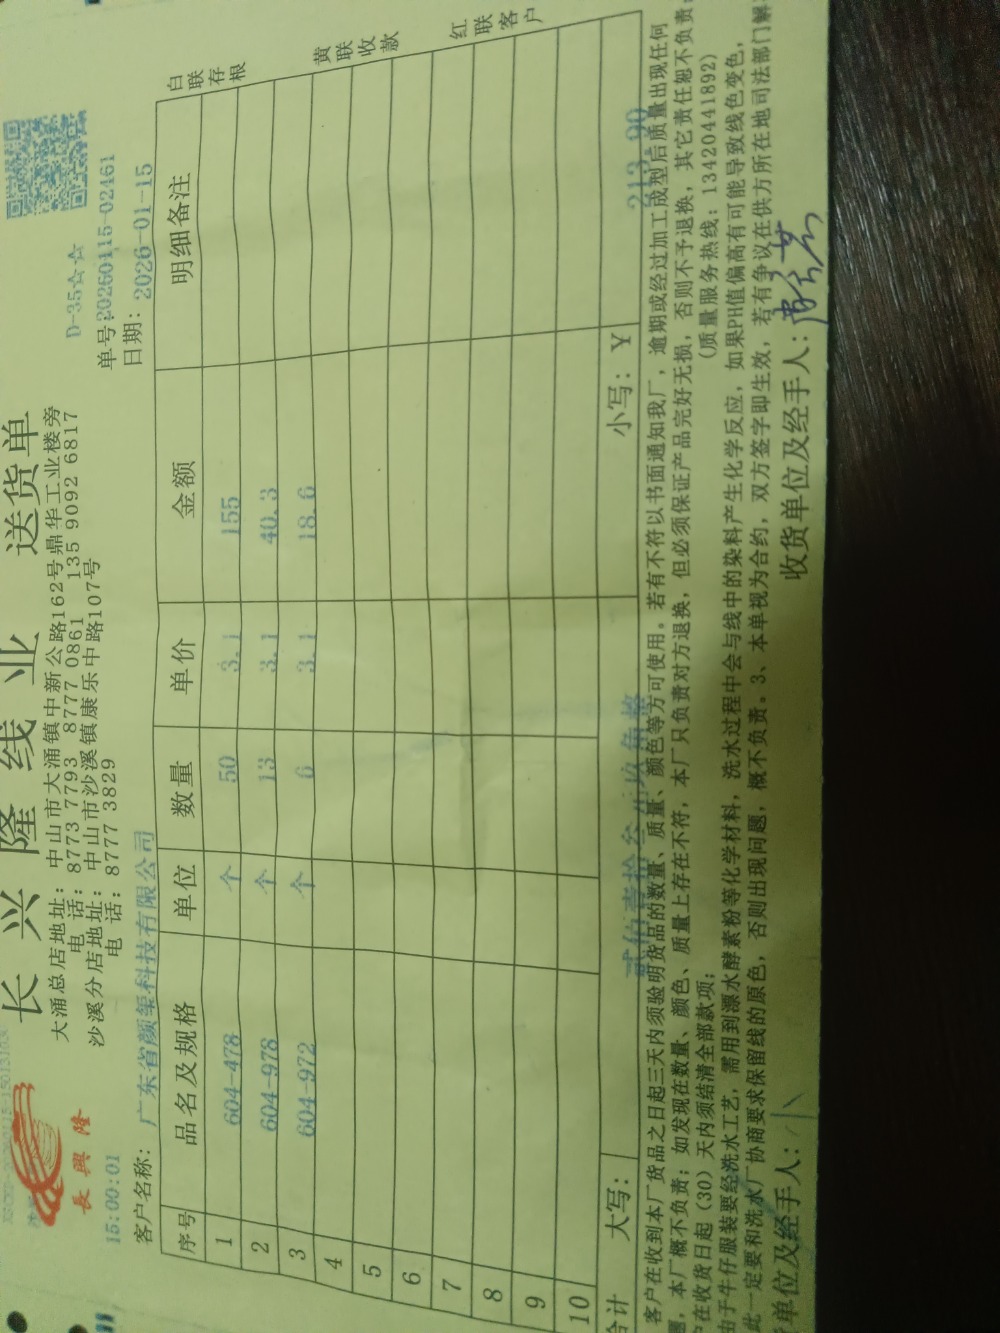 长兴隆线业 送货单
長興隆
大涌总店地址：中山市大涌镇中新公路162号鼎华工业楼旁
电 话：8773 7793 8777 0861 135 9092 6817
沙溪分店地址：中山市沙溪镇康乐中路107号
电 话：8777 3829
D-35☆☆
单号：20260115-02461
15:00:01
日期：2026-01-15
客户名称：广东省颜筆科技有限公司
序号 品名及规格 单位 数量 单价 金额 明细备注
1 604-478 个 50 3.1 155
2 604-978 个 13 3.1 40.3
3 604-972 个 6 3.1 18.6
4
5
6
7
8
9
10
合计 大写：贰佰壹拾叁元玖角整 小写：￥ 213.90
白联存根
黄联收款
红联客户
客户在收到本厂货品之日起三天内须验明货品的数量、质量、颜色等方可使用。若有不符以书面通知我厂，逾期或经过加工成型后质量出现任何
题，本厂概不负责；如发现在数量、颜色、质量上存在不符，本厂只负责对方退换，但必须保证产品完好无损，否则不予退换，其它责任恕不负责；
户在收货日起（30）天内须结清全部款项； (质量服务热线：13420441892)
由于牛仔服装要经洗水工艺，需用到漂水酵素粉等化学材料，洗水过程中会与线中的染料产生化学反应，如果PH值偏高有可能导致线色变色，
此一定要和洗水厂协商要求保留线的原色，否则出现问题，概不负责。3、本单视为合约，双方签字即生效，若有争议在供方所在地司法部门解
单位及经手人： 收货单位及经手人：